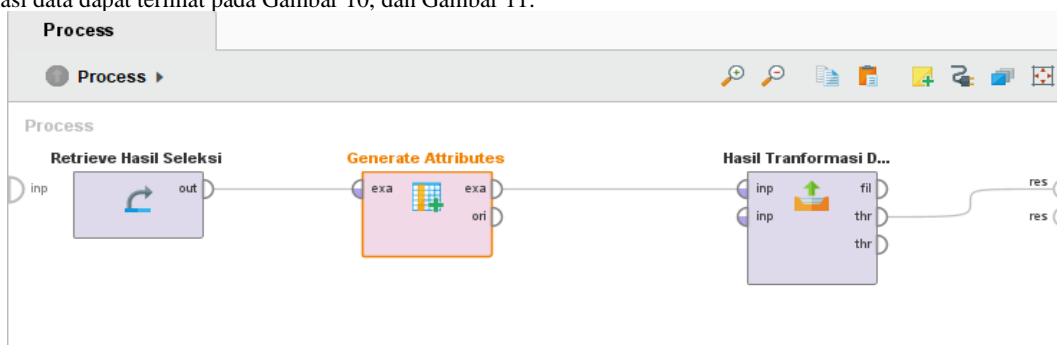 asi data dapat terlihat pada Gambar 10, dan Gambar 11.
Process
Process
Process
Retrieve Hasil Seleksi
Generate Attributes
Hasil Tranformasi D...
inp
out
exa
exa
ori
inp
fil
inp
thr
thr
res
res